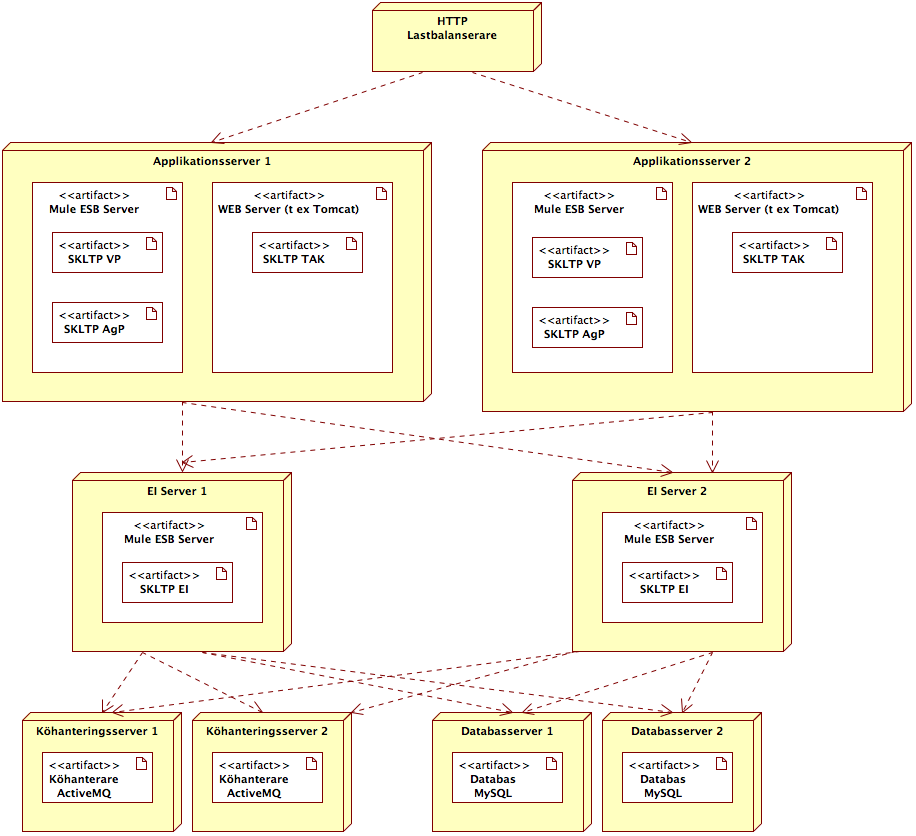 HTTP
Lastbalanserare
Applikationsserver 1
<<artifact>>
Mule ESB Server
<<artifact>>
SKLTP VP
<<artifact>>
SKLTP AgP
<<artifact>>
WEB Server (t ex Tomcat)
<<artifact>>
SKLTP TAK
Applikationsserver 2
<<artifact>>
Mule ESB Server
<<artifact>>
SKLTP VP
<<artifact>>
SKLTP AgP
<<artifact>>
WEB Server (t ex Tomcat)
<<artifact>>
SKLTP TAK
EI Server 1
<<artifact>>
Mule ESB Server
<<artifact>>
SKLTP EI
EI Server 2
<<artifact>>
Mule ESB Server
<<artifact>>
SKLTP EI
Köhanteringsserver 1
<<artifact>>
Köhanterare
ActiveMQ
Köhanteringsserver 2
<<artifact>>
Köhanterare
ActiveMQ
Databasserver 1
<<artifact>>
Databas
MySQL
Databasserver 2
<<artifact>>
Databas
MySQL